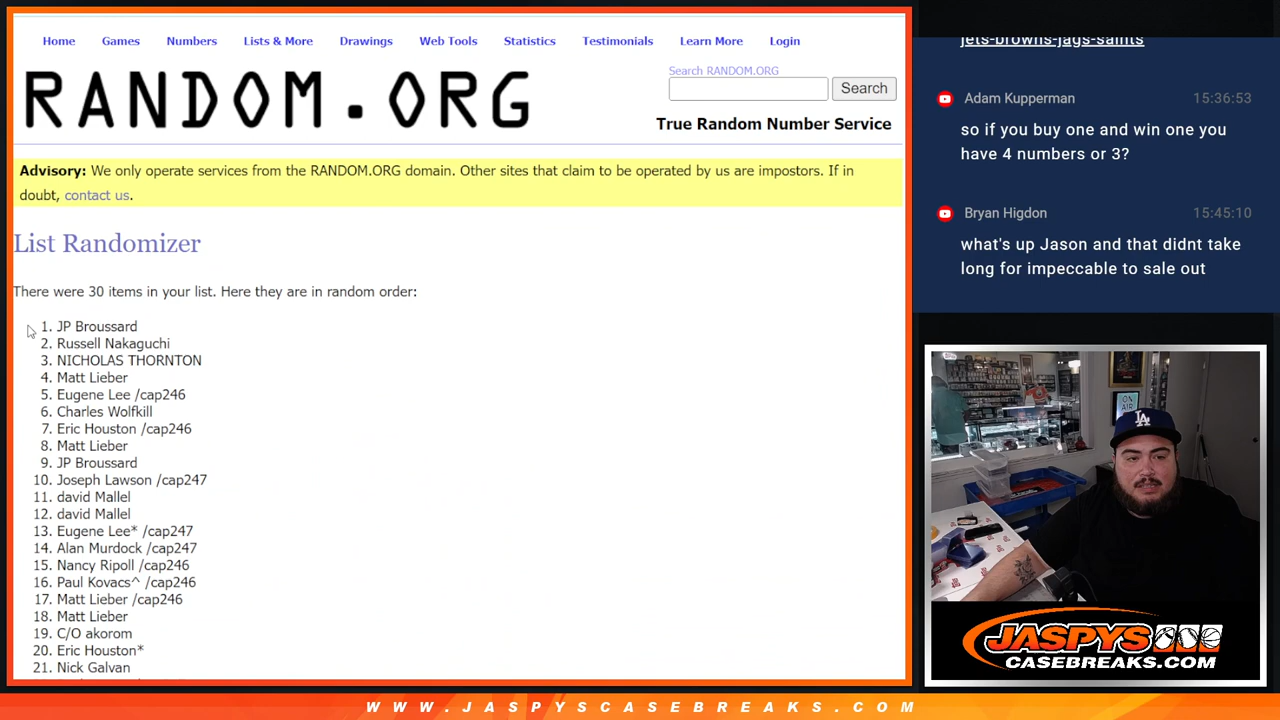 Home Games Numbers Lists & More Drawings Web Tools Statistics Testimonials Learn More Login
RANDOM.ORG
Search RANDOM.ORG
Search
True Random Number Service
Advisory: We only operate services from the RANDOM.ORG domain. Other sites that claim to be operated by us are impostors. If in
doubt, contact us.
List Randomizer
There were 30 items in your list. Here they are in random order:
1. JP Broussard
2. Russell Nakaguchi
3. NICHOLAS THORNTON
4. Matt Lieber
5. Eugene Lee /cap246
6. Charles Wolfkill
7. Eric Houston /cap246
8. Matt Lieber
9. JP Broussard
10. Joseph Lawson /cap247
11. david Mallel
12. david Mallel
13. Eugene Lee* /cap247
14. Alan Murdock /cap247
15. Nancy Ripoll /cap246
16. Paul Kovacs^ /cap246
17. Matt Lieber /cap246
18. Matt Lieber
19. C/O akorom
20. Eric Houston*
21. Nick Galvan
jets-browns-jags-saints
Adam Kupperman 15:36:53
so if you buy one and win one you
have 4 numbers or 3?
Bryan Higdon 15:45:10
what's up Jason and that didnt take
long for impeccable to sale out
ON
AIR
LA
JASPYS
CASEBREAKS.COM
WWW.JASPYSCASEBREAKS.COM